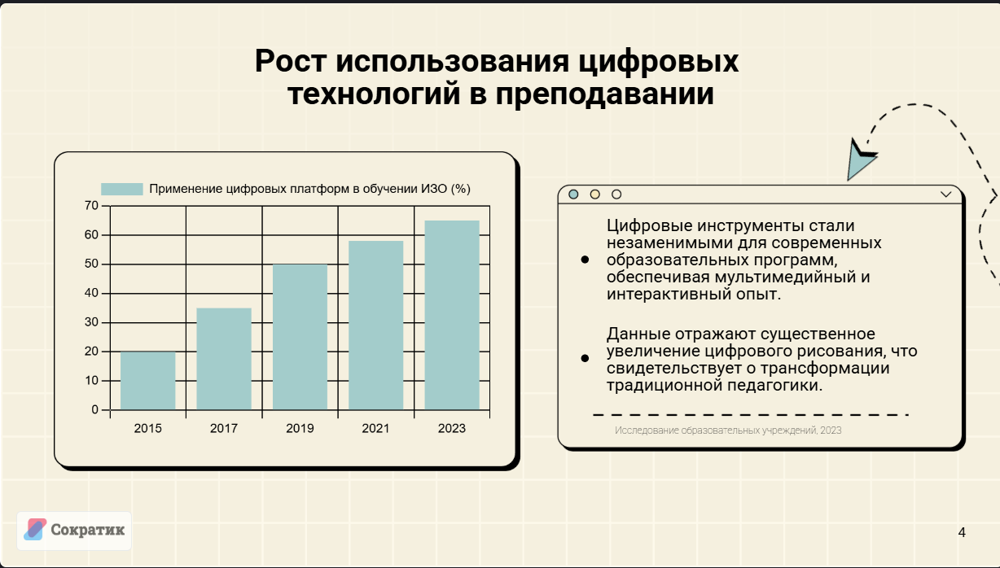 Рост использования цифровых
технологий в преподавании
Применение цифровых платформ в обучении ИЗО (%)
70
60
50
40
30
20
10
0
2015 2017 2019 2021 2023
Цифровые инструменты стали
незаменимыми для современных
образовательных программ,
обеспечивая мультимедийный и
интерактивный опыт.
Данные отражают существенное
увеличение цифрового рисования, что
свидетельствует о трансформации
традиционной педагогики.
Исследование образовательных учреждений, 2023
Сократик
4